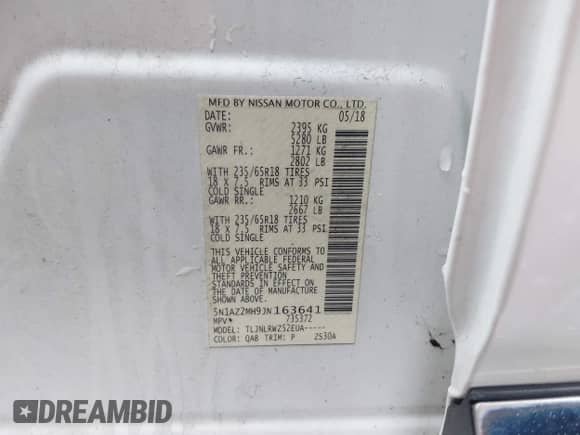 MFD BY NISSAN MOTOR CO., LTD.
DATE: 05/18
GVWR: 2395 KG
5280 LB
GAWR FR.: 1271 KG
2802 LB
WITH 235/65R18 TIRES
18 X 7.5 RIMS AT 33 PSI
COLD SINGLE
GAWR RR.: 1210 KG
2667 LB
WITH 235/65R18 TIRES
18 X 7.5 RIMS AT 33 PSI
COLD SINGLE
THIS VEHICLE CONFORMS TO
ALL APPLICABLE FEDERAL
MOTOR VEHICLE SAFETY AND
THEFT PREVENTION
STANDARDS IN EFFECT ON
THE DATE OF MANUFACTURE
SHOWN ABOVE.
5N1AZ2MH9JN163641
MPV* 735372
MODEL: TLJNLRWZ52EUA-----
COLOR: QAB TRIM: P 2530A
DREAMBID